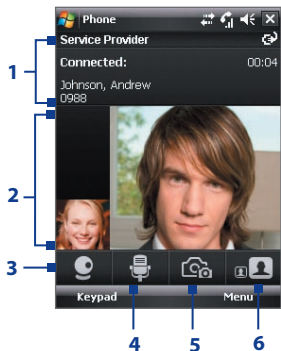 Phone
Service Provider
Connected: 00:04
Johnson, Andrew
0988
1
2
3
Keypad Menu
4 5 6